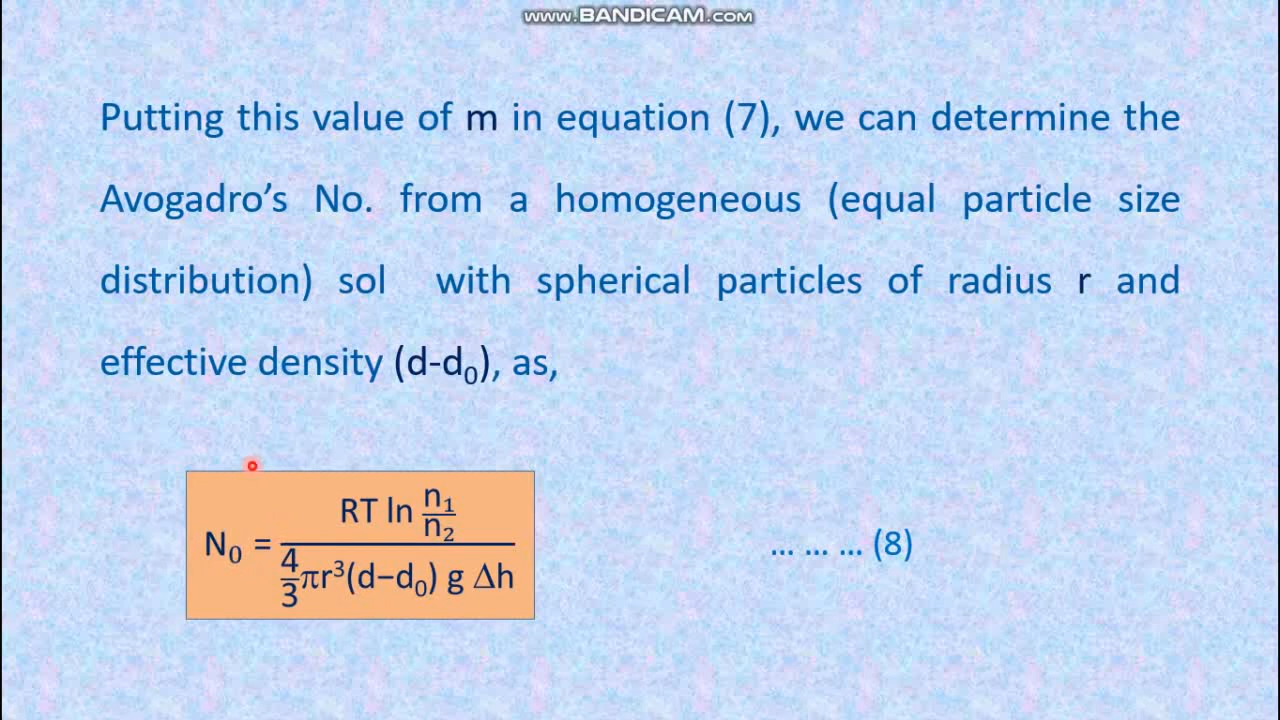 www.BANDICAM.com
Putting this value of m in equation (7), we can determine the
Avogadro’s No. from a homogeneous (equal particle size
distribution) sol with spherical particles of radius r and
effective density (d-d₀), as,
N₀ = RT ln n₁/n₂ / 4/3 πr³(d−d₀) g Δh
... ... ... (8)